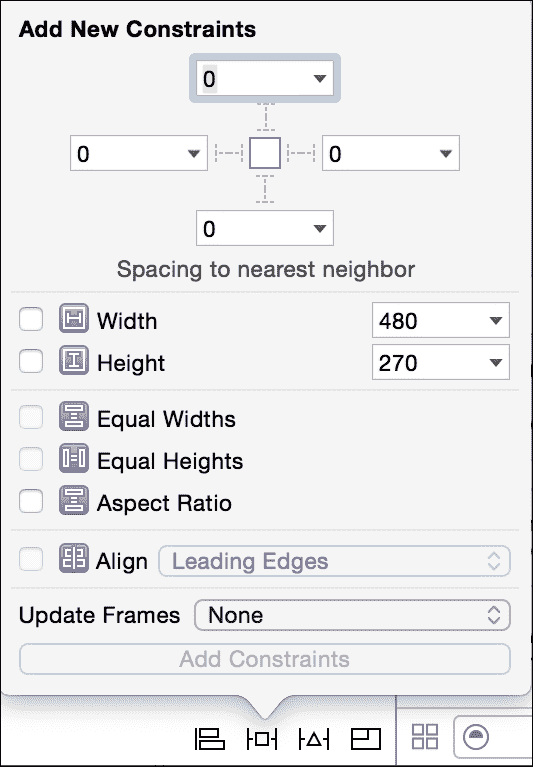 Add New Constraints
0
0 0
0
Spacing to nearest neighbor
Width 480
Height 270
Equal Widths
Equal Heights
Aspect Ratio
Align Leading Edges
Update Frames None
Add Constraints